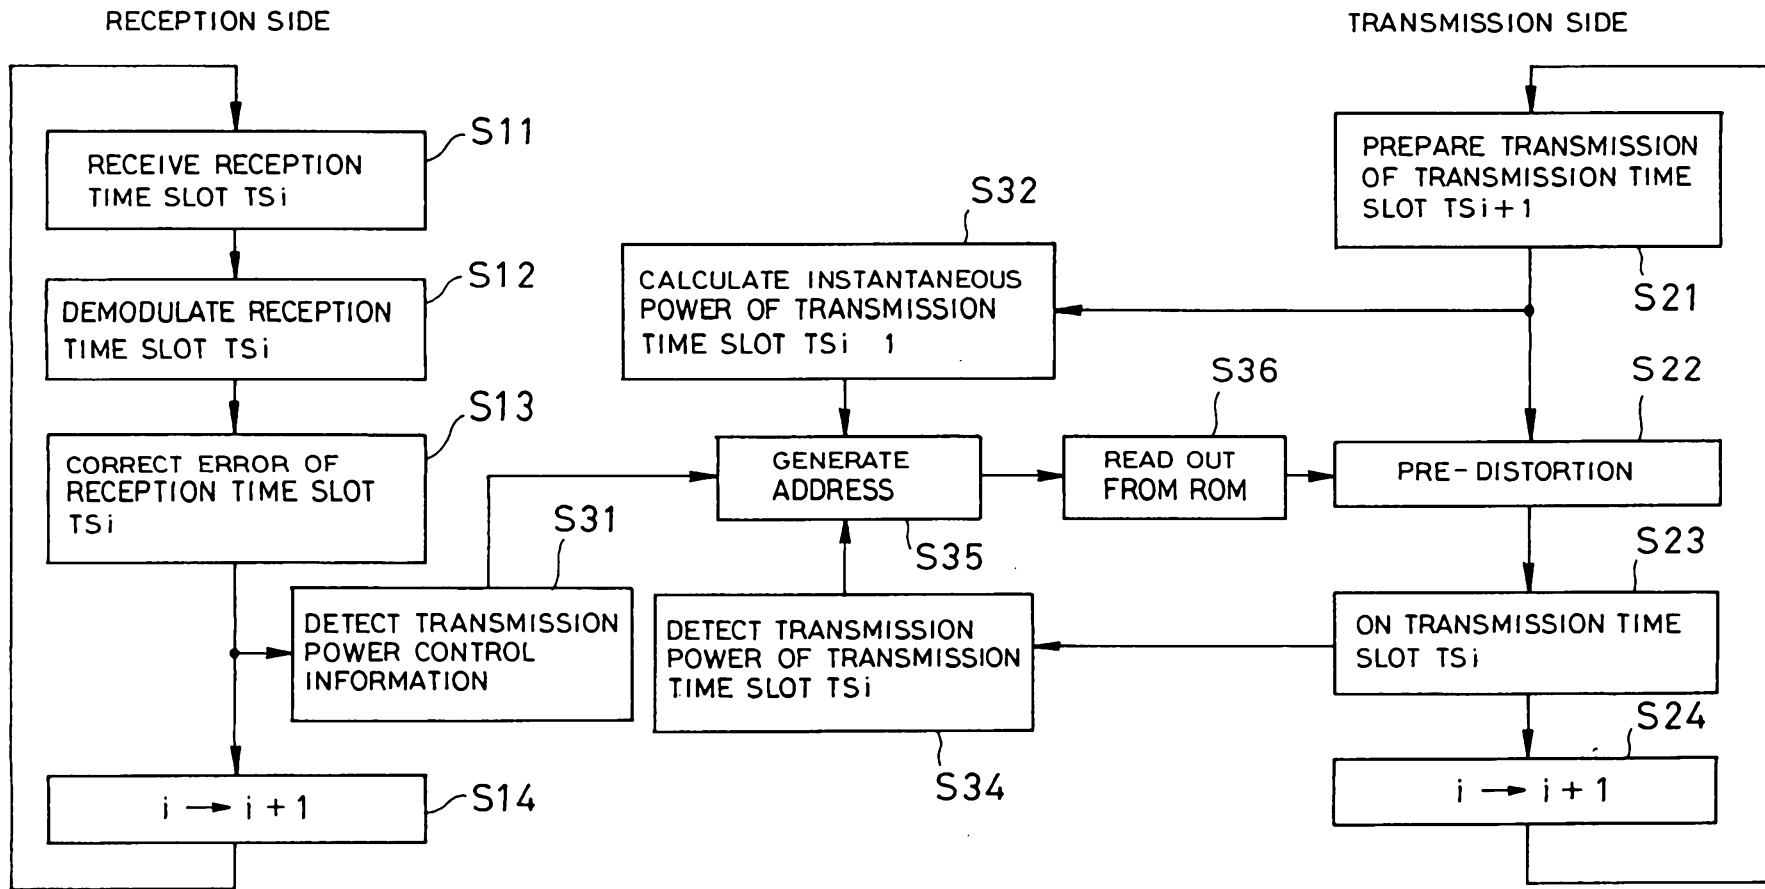 RECEPTION SIDE
TRANSMISSION SIDE
RECEIVE RECEPTION
TIME SLOT TSi
S11
DEMODULATE RECEPTION
TIME SLOT TSi
S12
CORRECT ERROR OF
RECEPTION TIME SLOT
TSi
S13
DETECT TRANSMISSION
POWER CONTROL
INFORMATION
S31
i → i + 1
S14
CALCULATE INSTANTANEOUS
POWER OF TRANSMISSION
TIME SLOT TSi 1
S32
GENERATE
ADDRESS
S35
READ OUT
FROM ROM
S36
DETECT TRANSMISSION
POWER OF TRANSMISSION
TIME SLOT TSi
S34
PREPARE TRANSMISSION
OF TRANSMISSION TIME
SLOT TSi+1
S21
PRE-DISTORTION
S22
ON TRANSMISSION TIME
SLOT TSi
S23
i → i + 1
S24